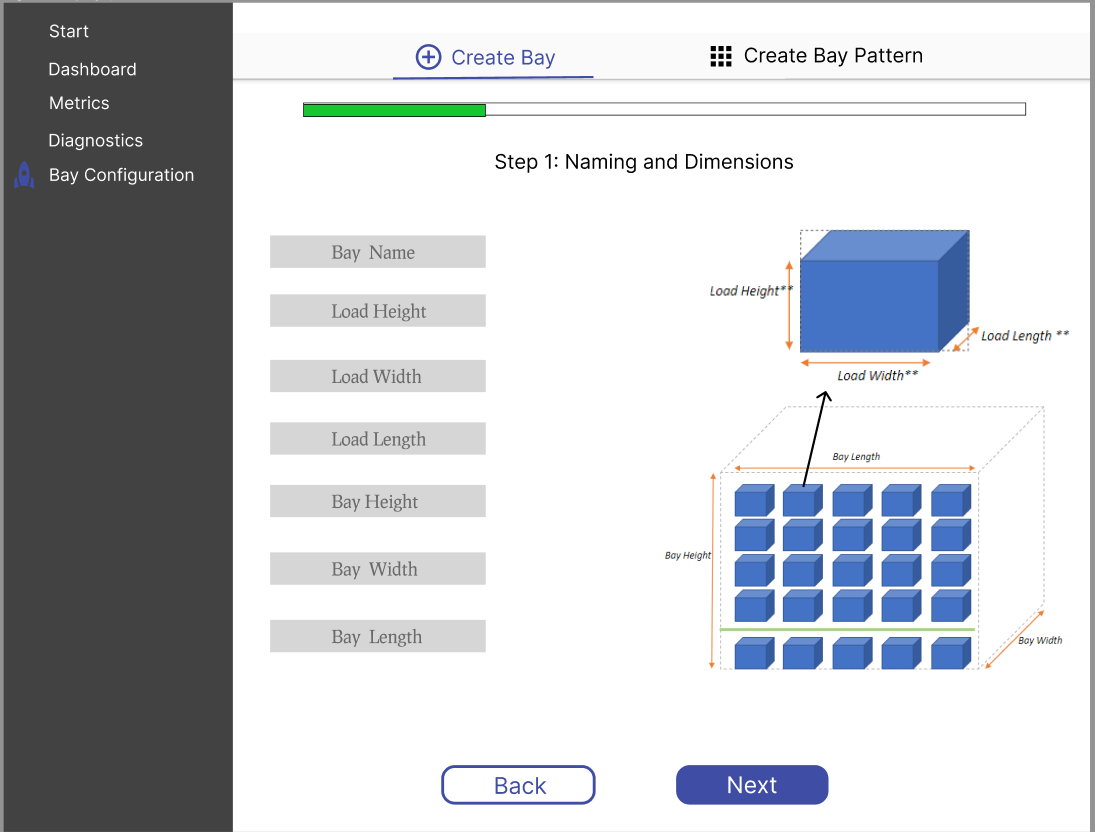 Start
Dashboard
Metrics
Diagnostics
Bay Configuration
Create Bay
Create Bay Pattern
Step 1: Naming and Dimensions
Bay Name
Load Height
Load Width
Load Length
Bay Height
Bay Width
Bay Length
Load Height**
Load Length **
Load Width**
Bay Length
Bay Height
Bay Width
Back
Next